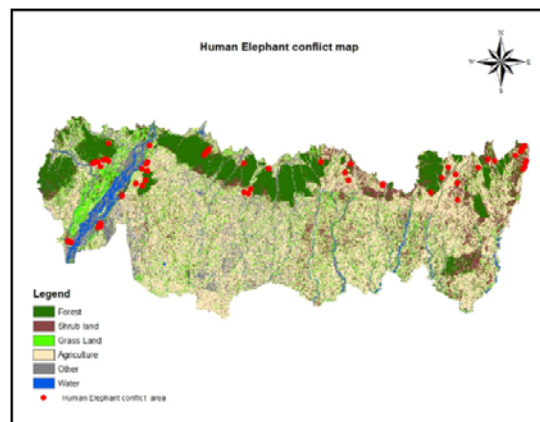 Human Elephant conflict map
N
W E
S
Legend
Forest
Shrub land
Grass Land
Agriculture
Other
Water
Human Elephant conflict area